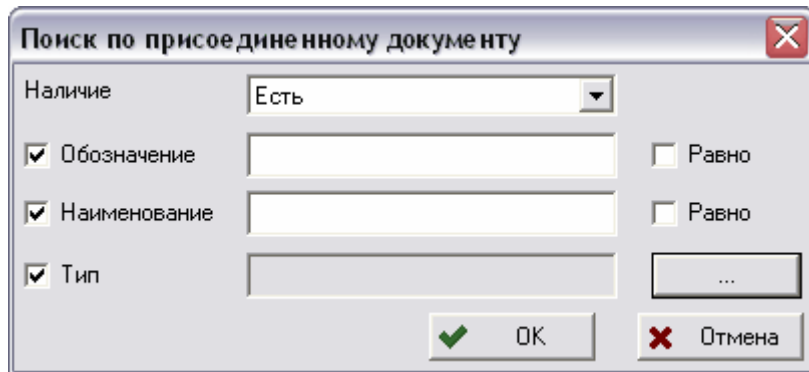 Поиск по присоединенному документу
Наличие Есть
Обозначение Равно
Наименование Равно
Тип ...
OK Отмена